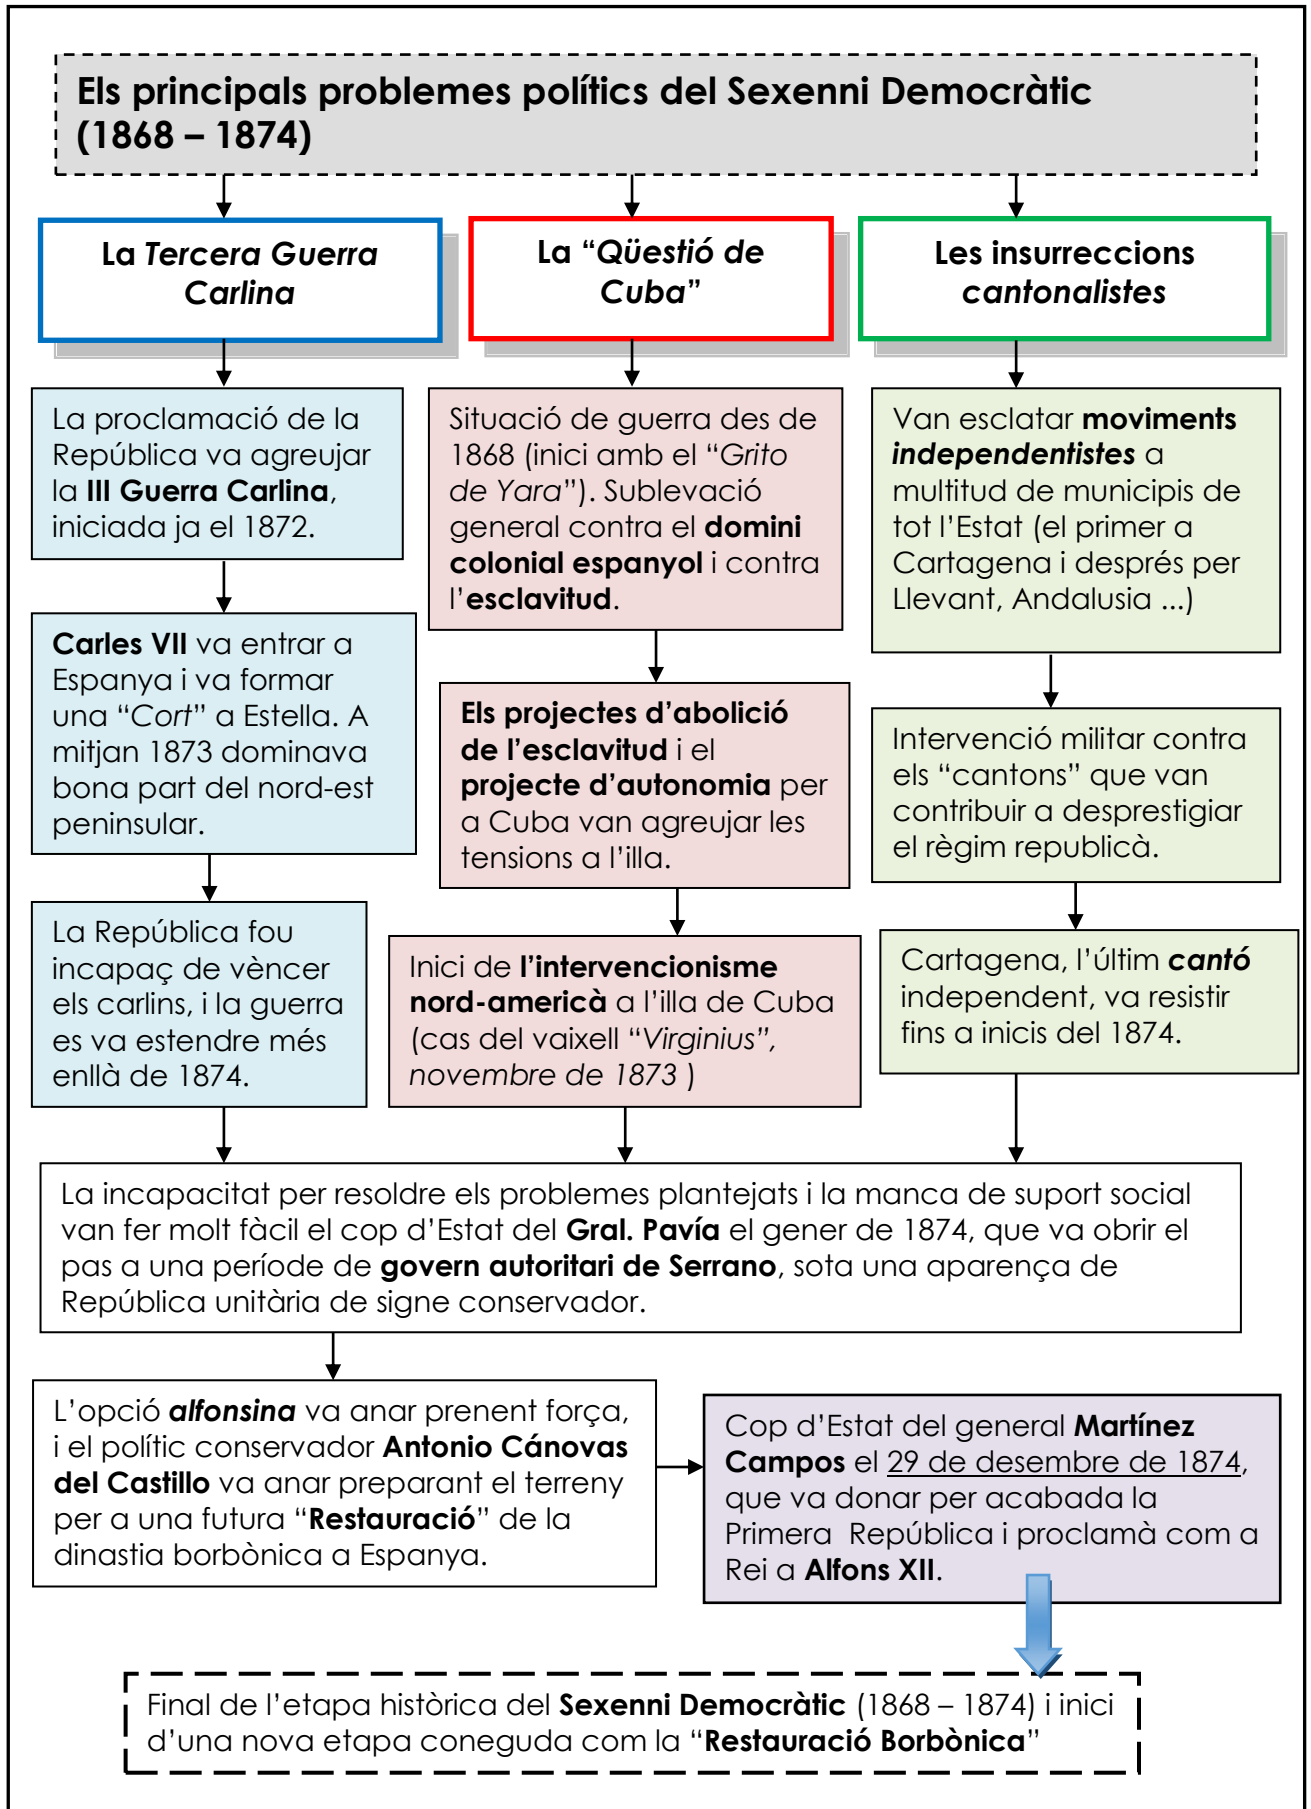 Els principals problemes polítics del Sexenni Democràtic
(1868 – 1874)
La Tercera Guerra
Carlina
La “Qüestió de
Cuba”
Les insurreccions
cantonalistes
La proclamació de la
República va agreujar
la III Guerra Carlina,
iniciada ja el 1872.
Carles VII va entrar a
Espanya i va formar
una “Cort” a Estella. A
mitjan 1873 dominava
bona part del nord-est
peninsular.
La República fou
incapaç de vèncer
els carlins, i la guerra
es va estendre més
enllà de 1874.
Situació de guerra des de
1868 (inici amb el “Grito
de Yara”). Sublevació
general contra el domini
colonial espanyol i contra
l’esclavitud.
Els projectes d’abolició
de l’esclavitud i el
projecte d’autonomia per
a Cuba van agreujar les
tensions a l’illa.
Inici de l’intervencionisme
nord-americà a l’illa de Cuba
(cas del vaixell “Virginius”,
novembre de 1873 )
Van esclatar moviments
independentistes a
multitud de municipis de
tot l’Estat (el primer a
Cartagena i després per
Llevant, Andalusia ...)
Intervenció militar contra
els “cantons” que van
contribuir a desprestigiar
el règim republicà.
Cartagena, l’últim cantó
independent, va resistir
fins a inicis del 1874.
La incapacitat per resoldre els problemes plantejats i la manca de suport social
van fer molt fàcil el cop d’Estat del Gral. Pavía el gener de 1874, que va obrir el
pas a una període de govern autoritari de Serrano, sota una aparença de
República unitària de signe conservador.
L’opció alfonsina va anar prenent força,
i el polític conservador Antonio Cánovas
del Castillo va anar preparant el terreny
per a una futura “Restauració” de la
dinastia borbònica a Espanya.
Cop d’Estat del general Martínez
Campos el 29 de desembre de 1874,
que va donar per acabada la
Primera República i proclamà com a
Rei a Alfons XII.
Final de l’etapa històrica del Sexenni Democràtic (1868 – 1874) i inici
d’una nova etapa coneguda com la “Restauració Borbònica”